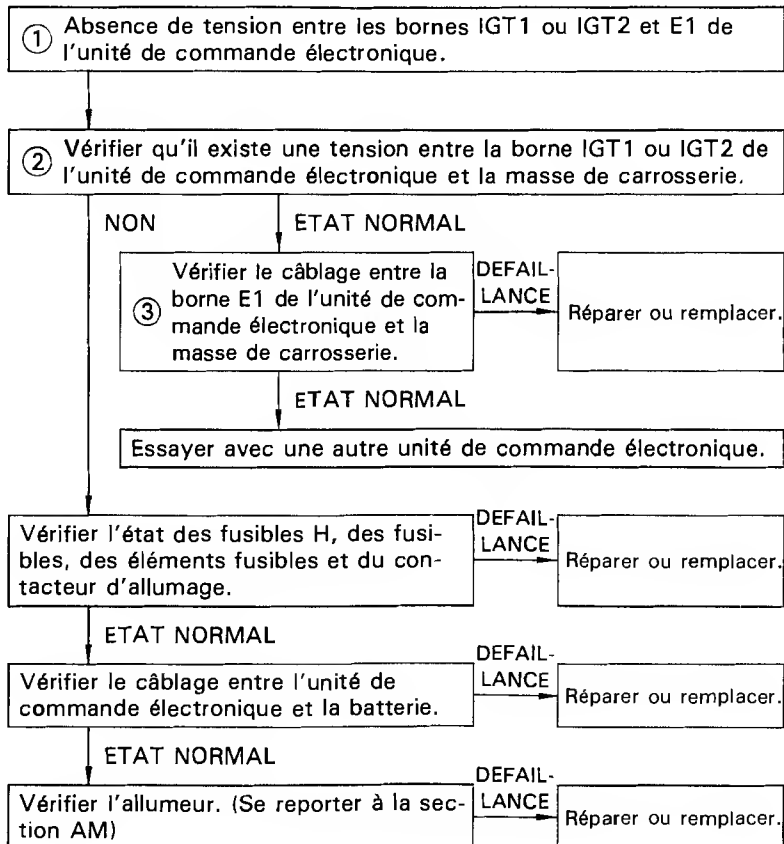 ① Absence de tension entre les bornes IGT1 ou IGT2 et E1 de
l'unité de commande électronique.
② Vérifier qu'il existe une tension entre la borne IGT1 ou IGT2 de
l'unité de commande électronique et la masse de carrosserie.
NON
ETAT NORMAL
③ Vérifier le câblage entre la
borne E1 de l'unité de com-
mande électronique et la
masse de carrosserie.
DEFAIL-
LANCE
Réparer ou remplacer.
ETAT NORMAL
Essayer avec une autre unité de commande électronique.
Vérifier l'état des fusibles H, des fusi-
bles, des éléments fusibles et du con-
tacteur d'allumage.
DEFAIL-
LANCE
Réparer ou remplacer.
ETAT NORMAL
Vérifier le câblage entre l'unité de
commande électronique et la batterie.
DEFAIL-
LANCE
Réparer ou remplacer.
ETAT NORMAL
Vérifier l'allumeur. (Se reporter à la sec-
tion AM)
DEFAIL-
LANCE
Réparer ou remplacer.